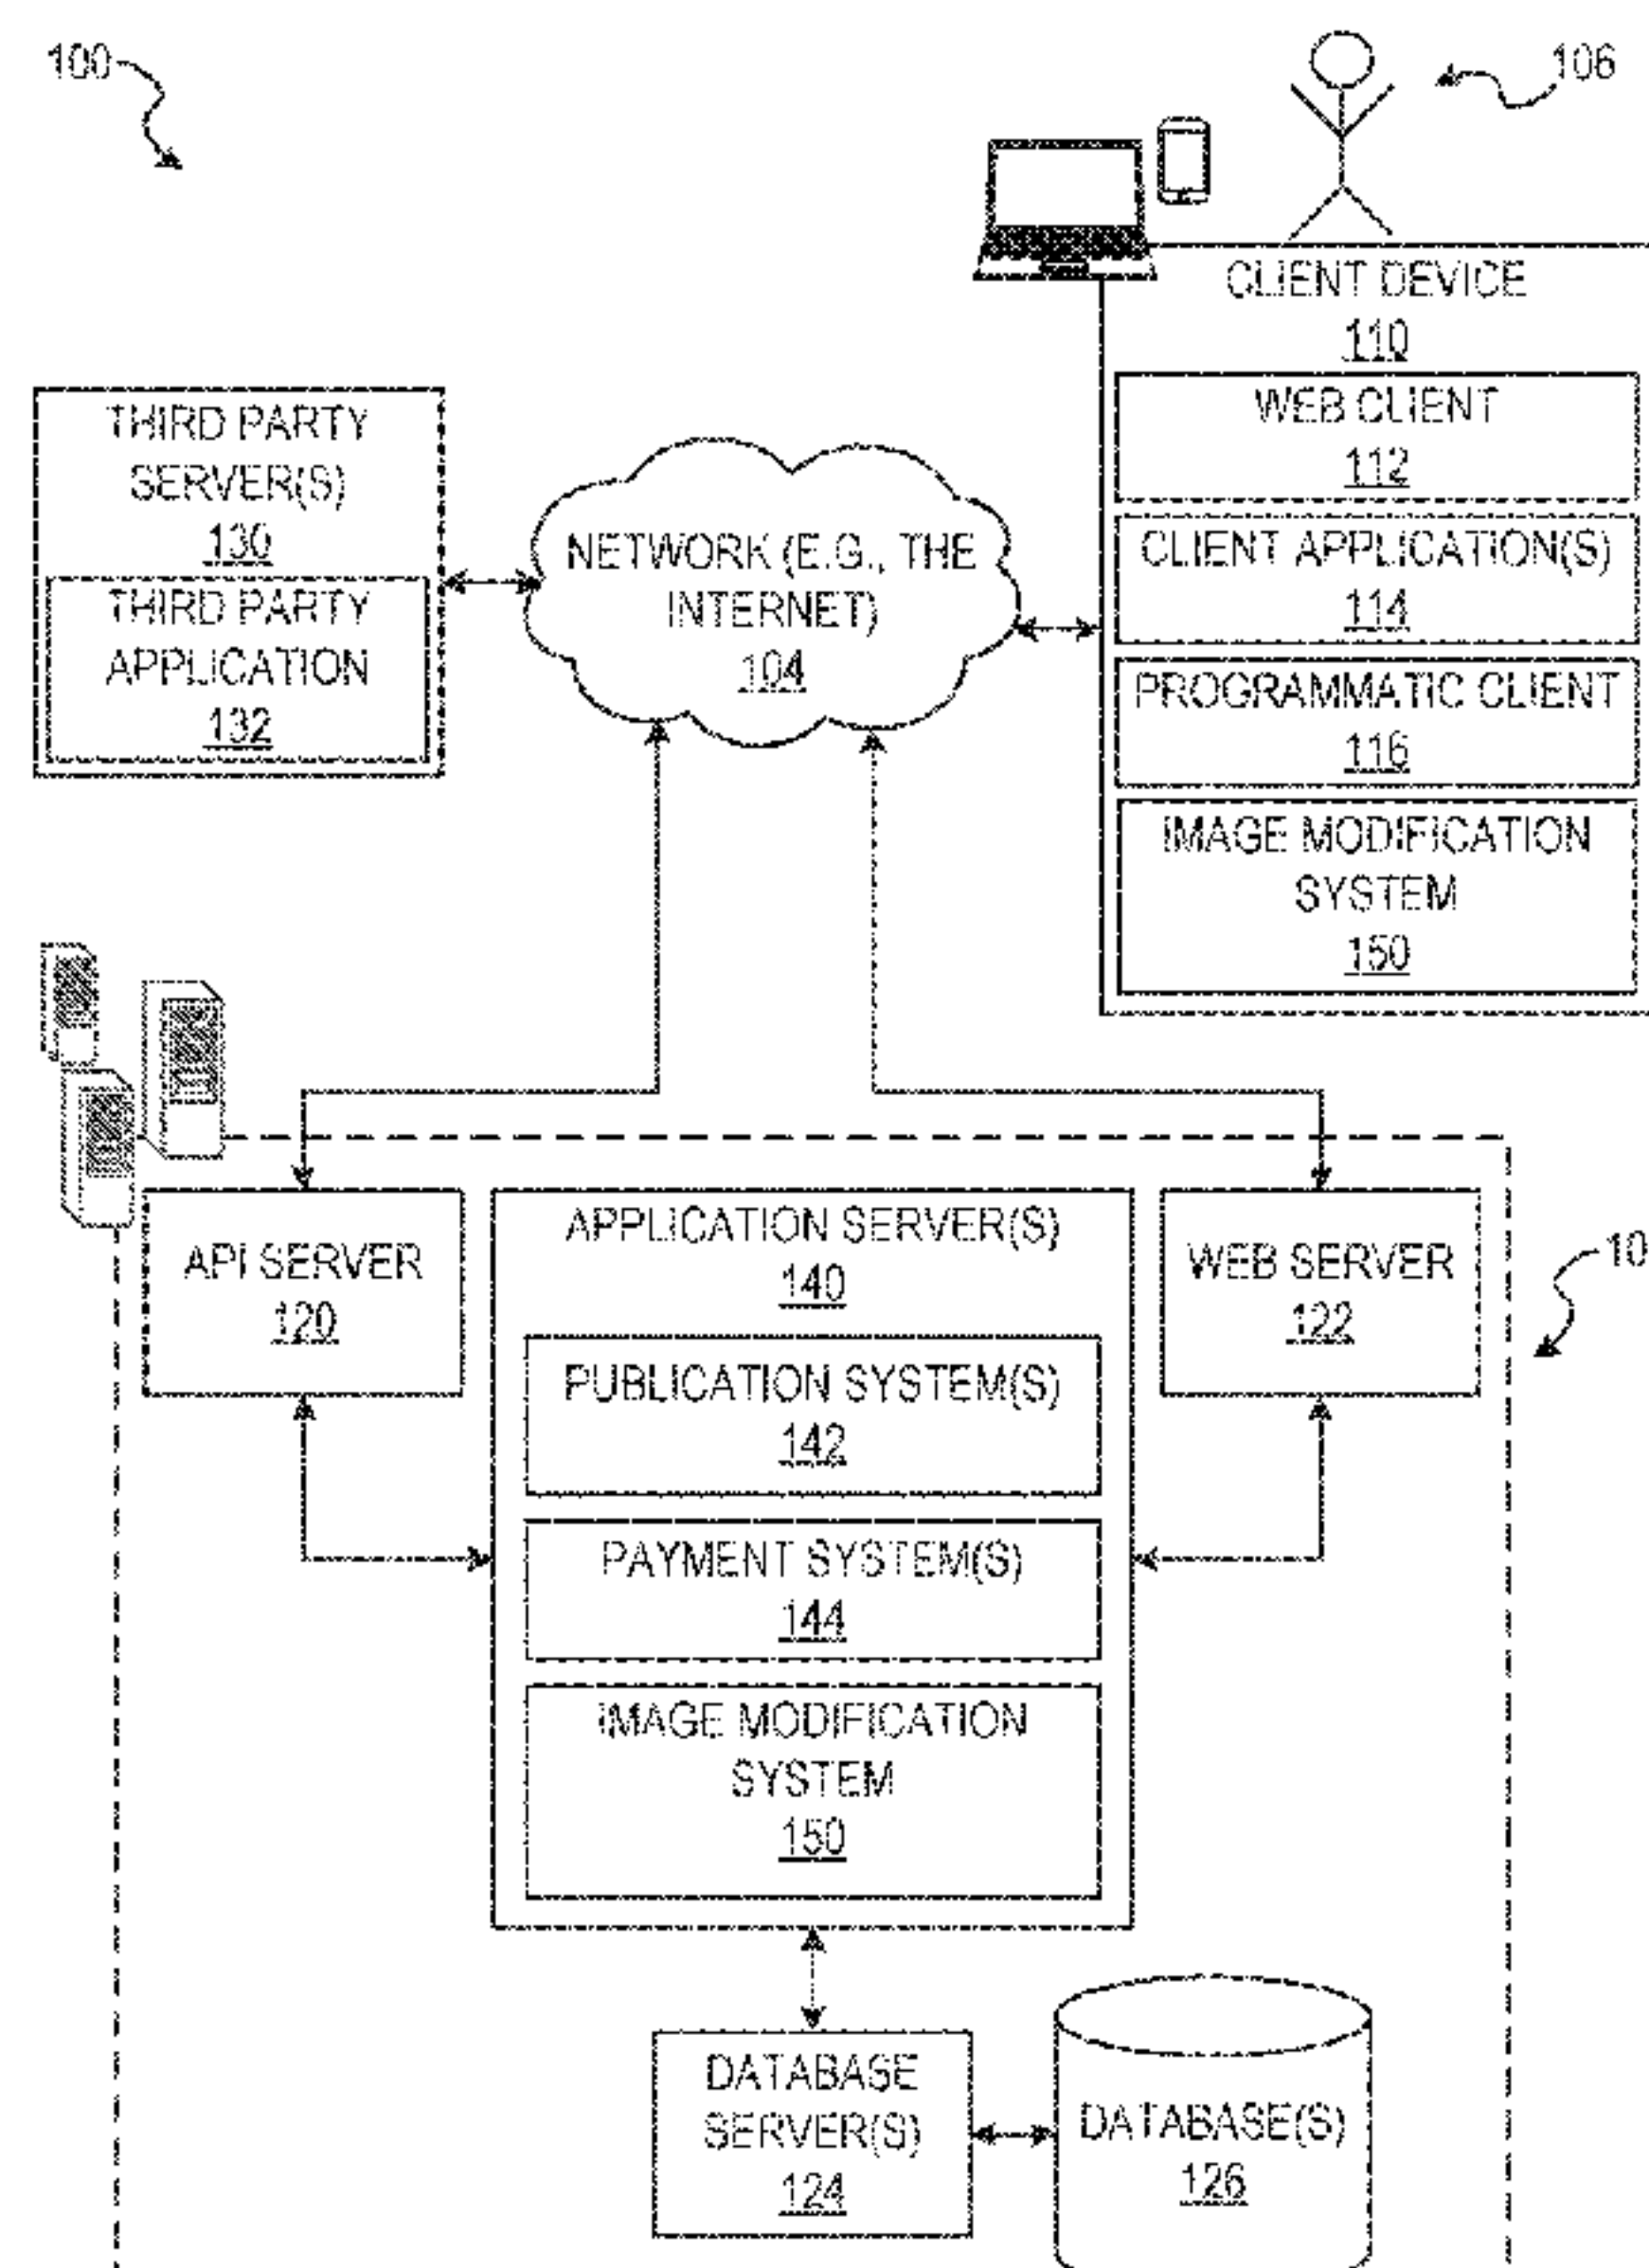 100
106
CLIENT DEVICE
110
WEB CLIENT
112
CLIENT APPLICATION(S)
114
PROGRAMMATIC CLIENT
116
IMAGE MODIFICATION
SYSTEM
150
THIRD PARTY
SERVER(S)
130
THIRD PARTY
APPLICATION
132
NETWORK (E.G., THE
INTERNET)
104
API SERVER
120
APPLICATION SERVER(S)
140
PUBLICATION SYSTEM(S)
142
PAYMENT SYSTEM(S)
144
IMAGE MODIFICATION
SYSTEM
150
WEB SERVER
122
10
DATABASE
SERVER(S)
124
DATABASE(S)
126